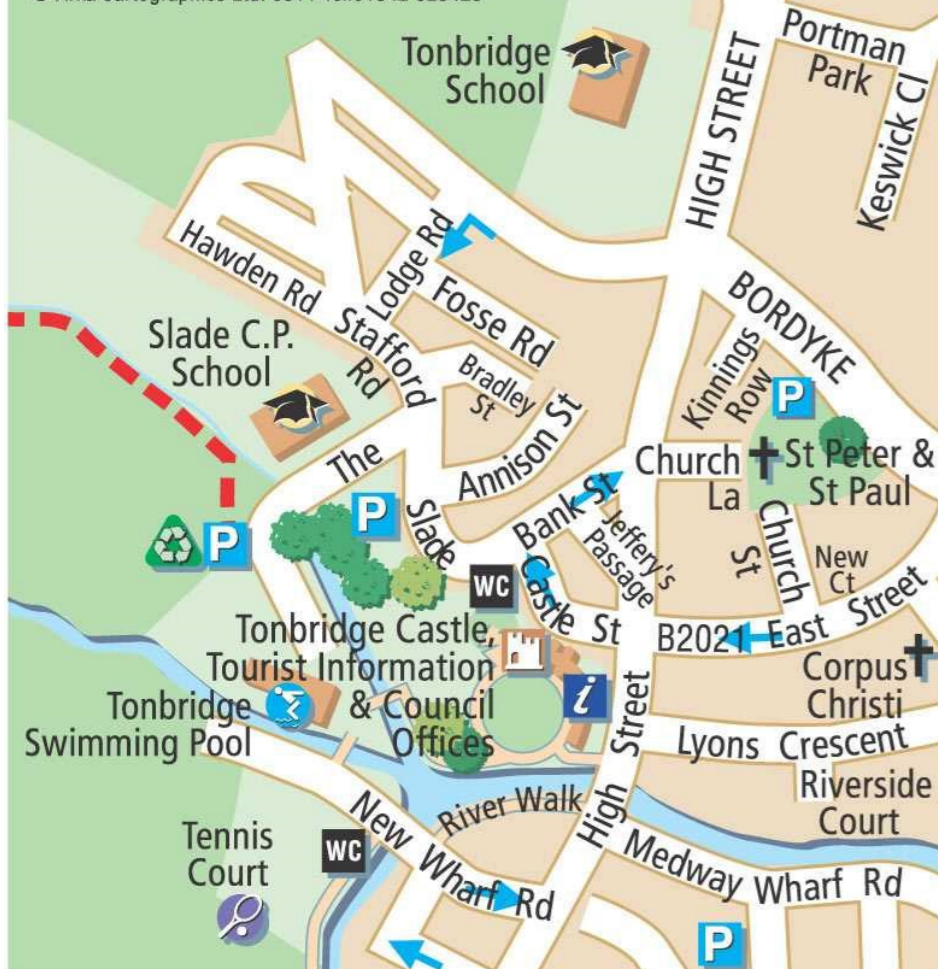 Tonbridge
School
HIGH STREET
Portman
Park
Keswick Cl
Hawden Rd
Lodge Rd
Fosse Rd
Stafford
Rd
BORDYKE
Slade C.P.
School
Bradley
St
Kinnings
Row
P
Annison St
The
Slade
Church
La
St Peter &
St Paul
P
P
Bank St
Jeffery's
Passage
Church
St
New
Ct
WC
Castle St
B2021
East Street
Tonbridge Castle,
Tourist Information
& Council
Offices
i
Corpus
Christi
Tonbridge
Swimming Pool
High Street
Lyons Crescent
Riverside
Court
River Walk
New Wharf Rd
Medway Wharf Rd
Tennis
Court
WC
P